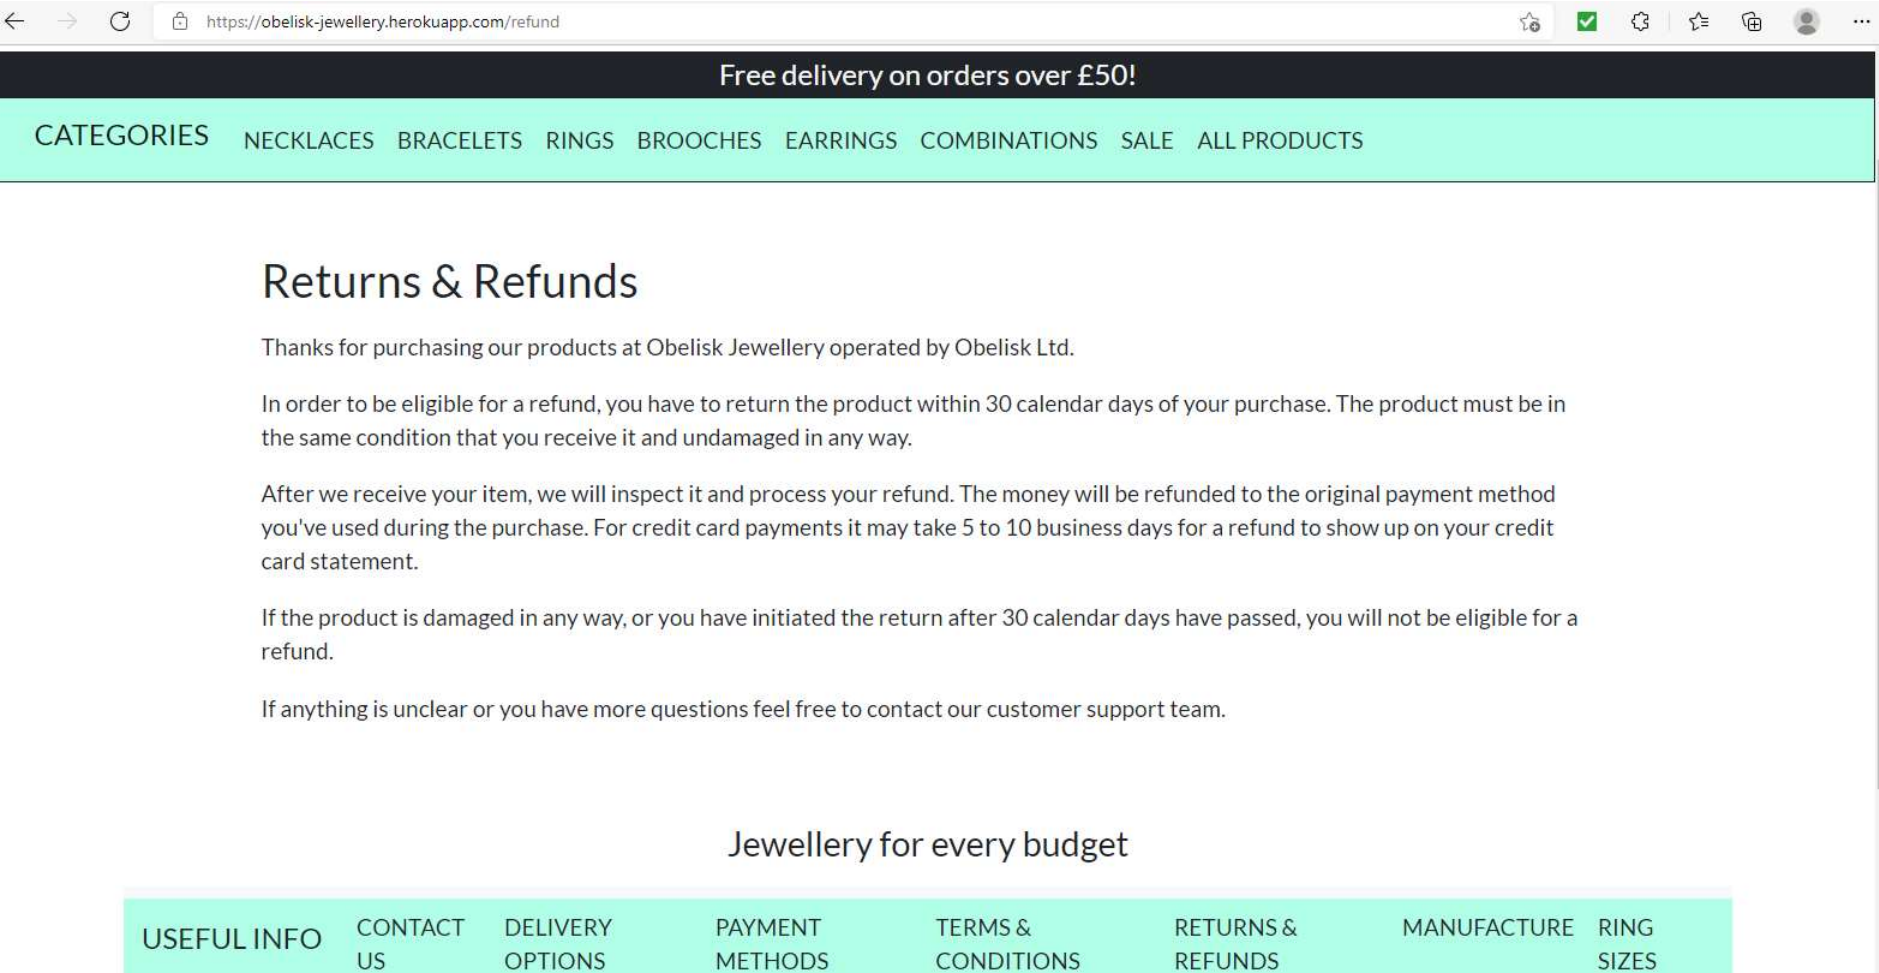 https://obelisk-jewellery.herokuapp.com/refund
Free delivery on orders over £50!
CATEGORIES NECKLACES BRACELETS RINGS BROOCHES EARRINGS COMBINATIONS SALE ALL PRODUCTS
Returns & Refunds
Thanks for purchasing our products at Obelisk Jewellery operated by Obelisk Ltd.
In order to be eligible for a refund, you have to return the product within 30 calendar days of your purchase. The product must be in
the same condition that you receive it and undamaged in any way.
After we receive your item, we will inspect it and process your refund. The money will be refunded to the original payment method
you've used during the purchase. For credit card payments it may take 5 to 10 business days for a refund to show up on your credit
card statement.
If the product is damaged in any way, or you have initiated the return after 30 calendar days have passed, you will not be eligible for a
refund.
If anything is unclear or you have more questions feel free to contact our customer support team.
Jewellery for every budget
USEFUL INFO
CONTACT
US
DELIVERY
OPTIONS
PAYMENT
METHODS
TERMS &
CONDITIONS
RETURNS &
REFUNDS
MANUFACTURE
RING
SIZES